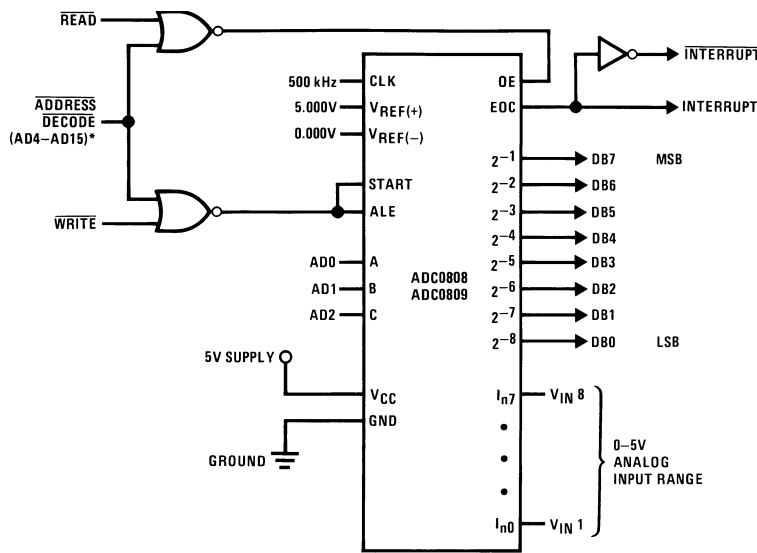 READ
ADDRESS
DECODE
(AD4–AD15)*
WRITE
500 kHz
5.000V
0.000V
CLK
VREF(+)
VREF(−)
START
ALE
AD0
AD1
AD2
A
B
C
ADC0808
ADC0809
5V SUPPLY
VCC
GND
GROUND
OE
EOC
INTERRUPT
INTERRUPT
2−1 DB7 MSB
2−2 DB6
2−3 DB5
2−4 DB4
2−5 DB3
2−6 DB2
2−7 DB1
2−8 DB0 LSB
In7 VIN 8
0–5V
ANALOG
INPUT RANGE
In0 VIN 1